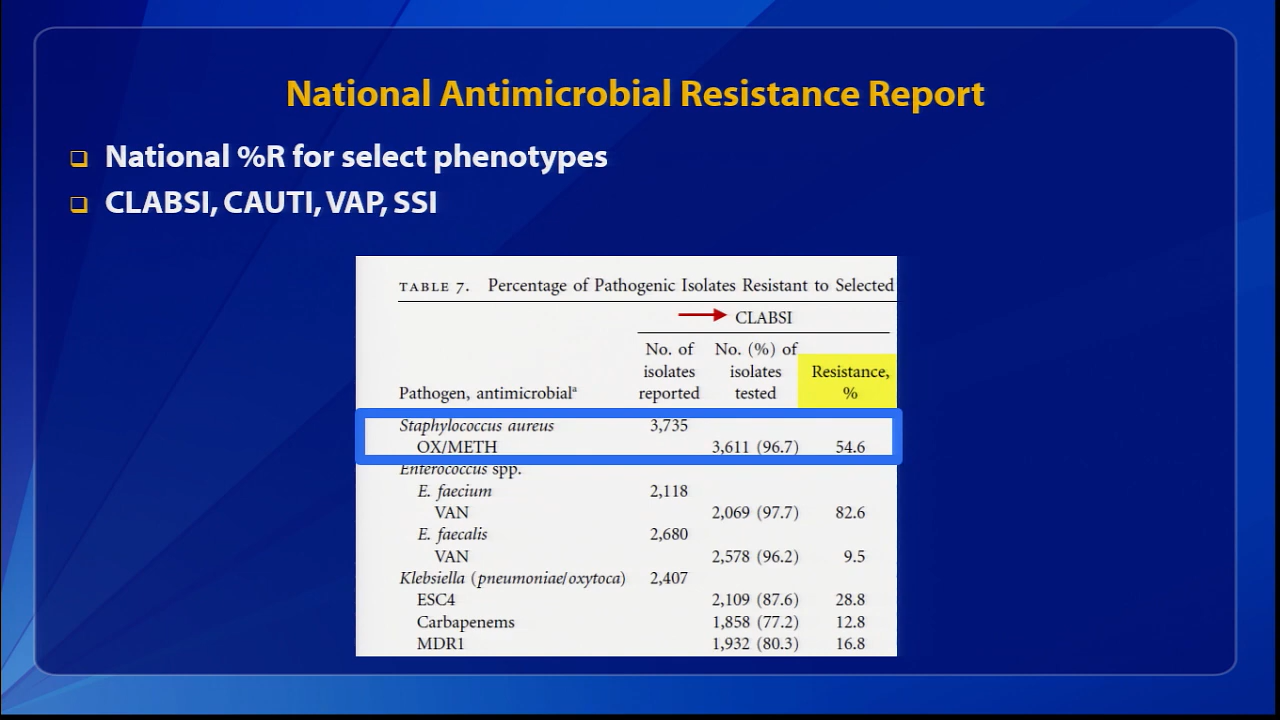 National Antimicrobial Resistance Report
❑ National %R for select phenotypes
❑ CLABSI, CAUTI, VAP, SSI
TABLE 7. Percentage of Pathogenic Isolates Resistant to Selected
CLABSI
No. of isolates reported
No. (%) of isolates tested
Resistance, %
Pathogen, antimicrobialᵃ
Staphylococcus aureus 3,735
OX/METH 3,611 (96.7) 54.6
Enterococcus spp.
E. faecium 2,118
VAN 2,069 (97.7) 82.6
E. faecalis 2,680
VAN 2,578 (96.2) 9.5
Klebsiella (pneumoniae/oxytoca) 2,407
ESC4 2,109 (87.6) 28.8
Carbapenems 1,858 (77.2) 12.8
MDR1 1,932 (80.3) 16.8